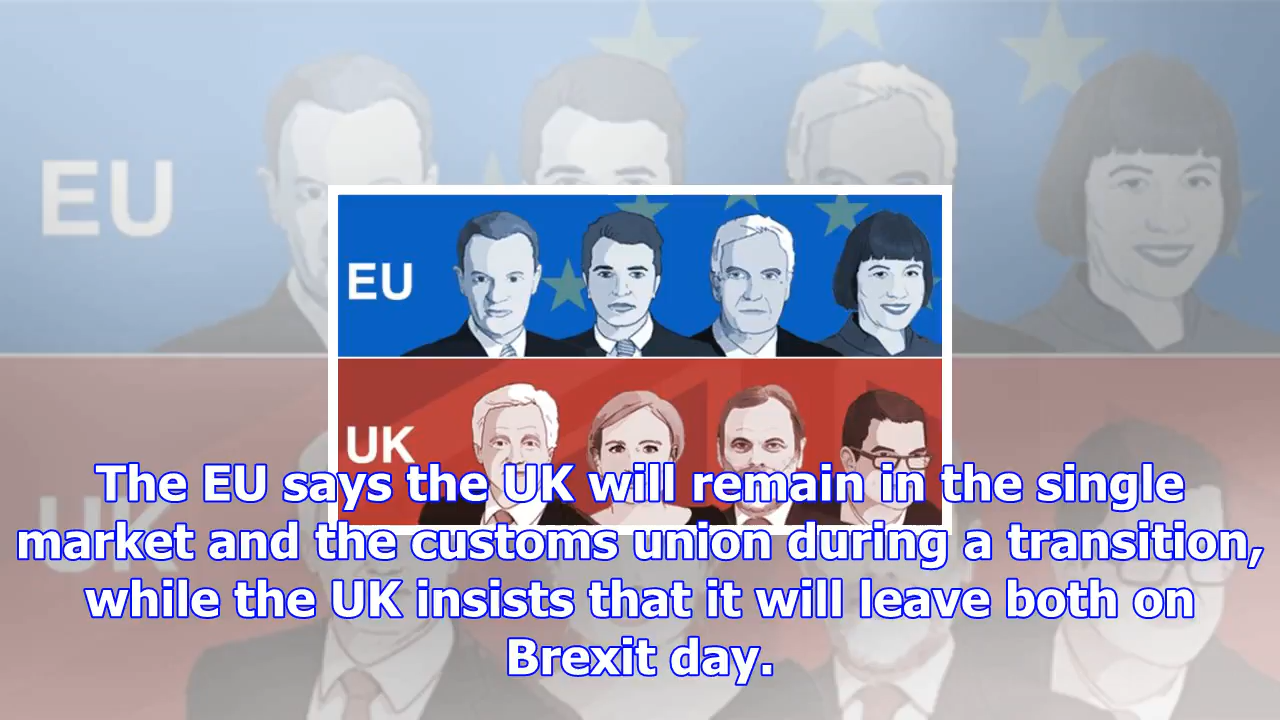 EU
EU
UK
UK
The EU says the UK will remain in the single
market and the customs union during a transition,
while the UK insists that it will leave both on
Brexit day.